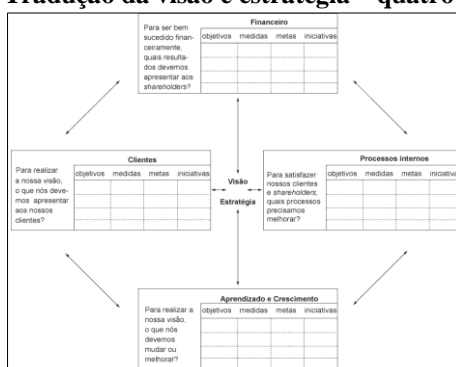 Tradução da visão e estratégia – quatro
Financeiro
Para ser bem
sucedido finan-
ceiramente,
quais resulta-
dos devemos
apresentar aos
shareholders?
objetivos medidas metas iniciativas
Clientes
Para realizar
a nossa visão,
o que nós deve-
mos apresentar
aos nossos
clientes?
objetivos medidas metas iniciativas
Visão
Estratégia
Processos internos
Para satisfazer
nossos clientes
e shareholders,
quais processos
precisamos
melhorar?
objetivos medidas metas iniciativas
Aprendizado e Crescimento
Para realizar a
nossa visão,
o que nós
devemos
mudar ou
melhorar?
objetivos medidas metas iniciativas